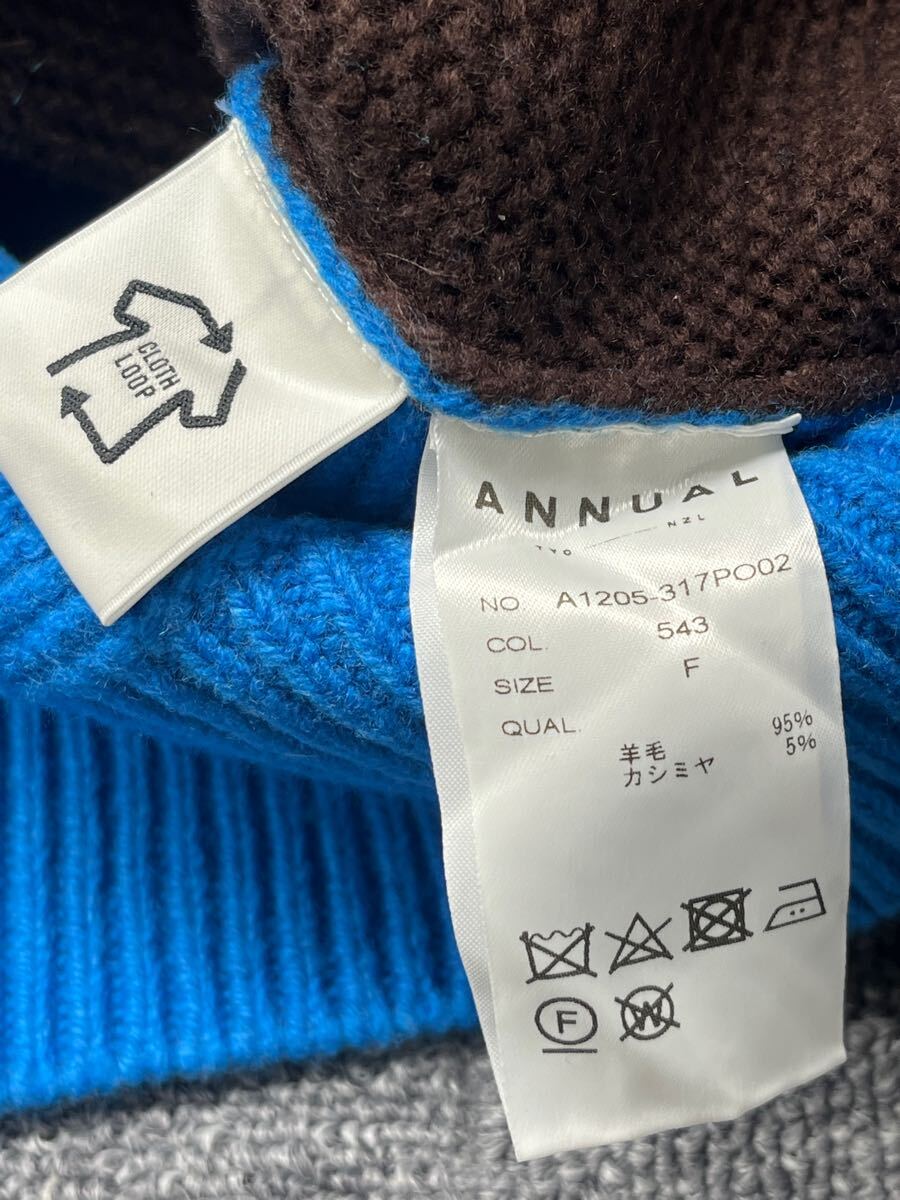 CLOTH
LOOP
ANNUAL
TYO NZL
NO A1205-317PO02
COL. 543
SIZE F
QUAL.
羊毛 95%
カシミヤ 5%
F
W